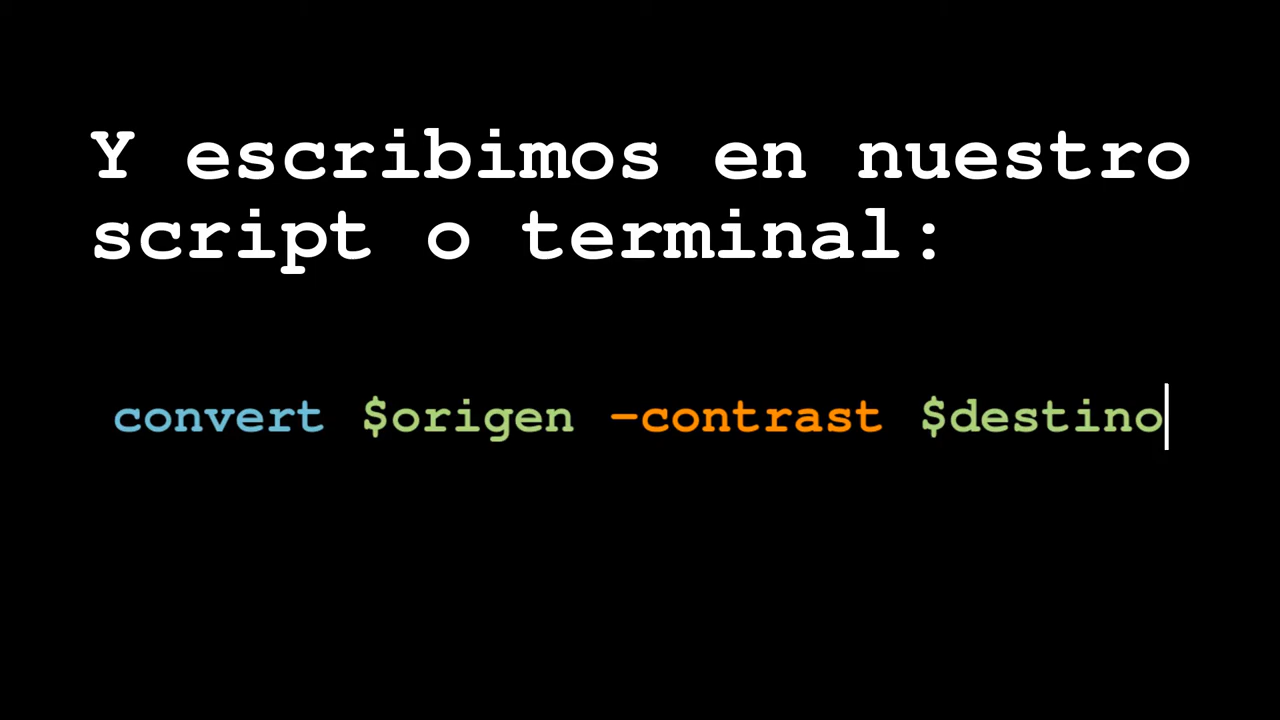 Y escribimos en nuestro
script o terminal:
convert $origen -contrast $destino